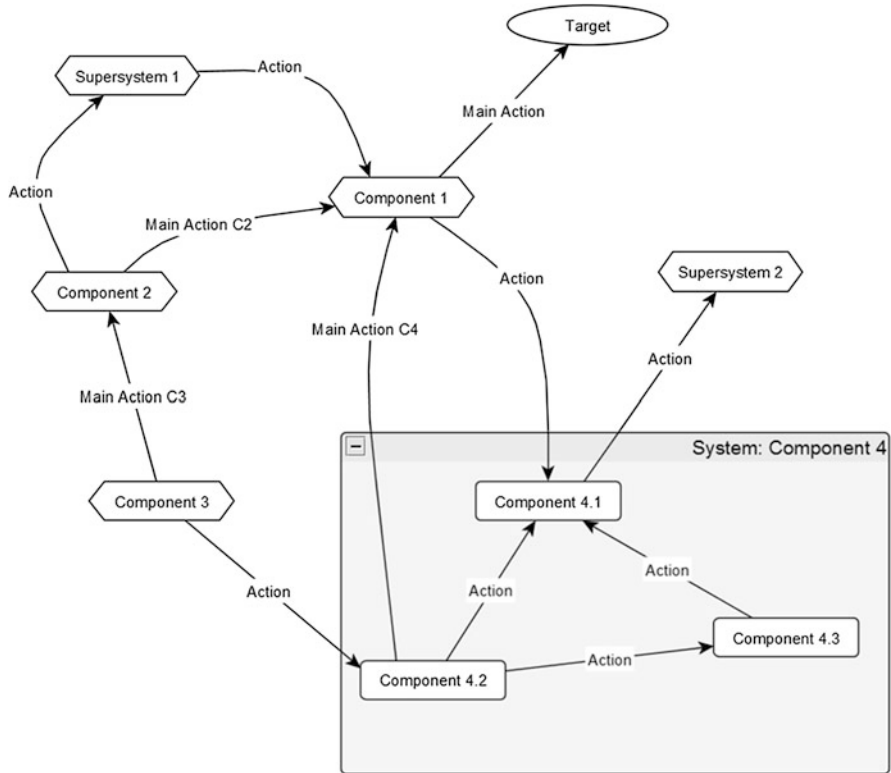 Target
Supersystem 1
Action
Main Action
Action
Component 1
Main Action C2
Component 2
Action
Supersystem 2
Main Action C4
Action
Main Action C3
System: Component 4
Component 3
Component 4.1
Action
Action
Action
Component 4.3
Action
Component 4.2